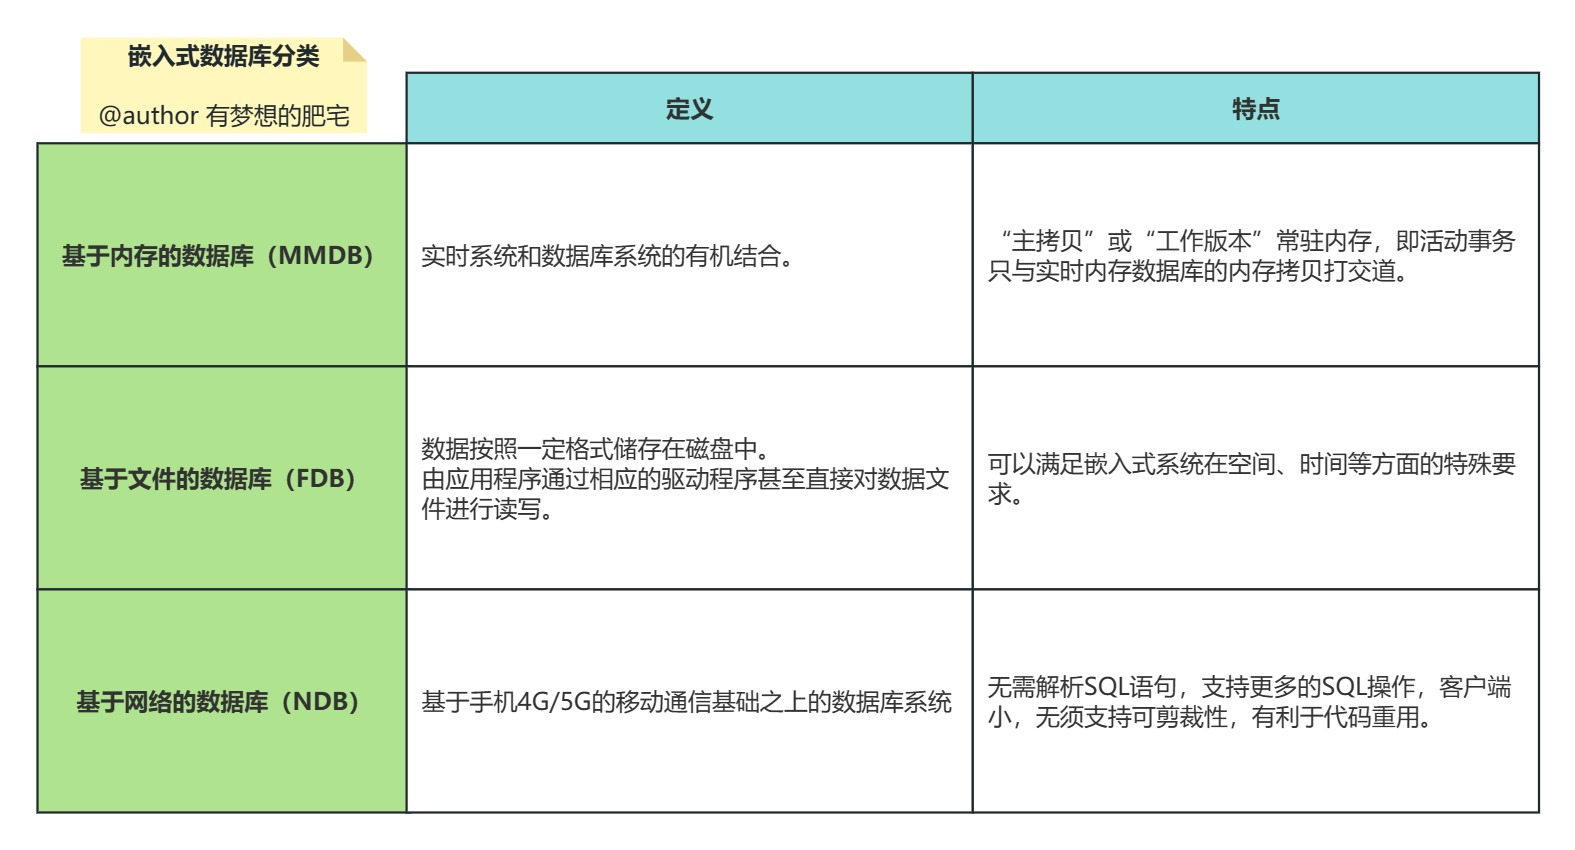 嵌入式数据库分类
@author 有梦想的肥宅
定义
特点
基于内存的数据库（MMDB）
实时系统和数据库系统的有机结合。
“主拷贝”或“工作版本”常驻内存，即活动事务
只与实时内存数据库的内存拷贝打交道。
基于文件的数据库（FDB）
数据按照一定格式储存在磁盘中。
由应用程序通过相应的驱动程序甚至直接对数据文
件进行读写。
可以满足嵌入式系统在空间、时间等方面的特殊要
求。
基于网络的数据库（NDB）
基于手机4G/5G的移动通信基础之上的数据库系统
无需解析SQL语句，支持更多的SQL操作，客户端
小，无须支持可剪裁性，有利于代码重用。